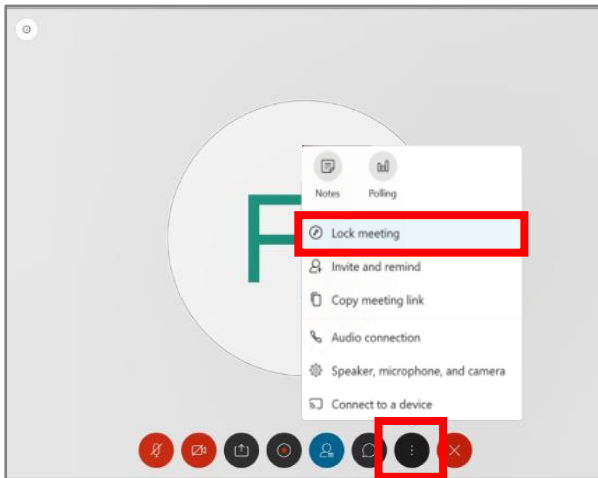 Notes Polling
Lock meeting
Invite and remind
Copy meeting link
Audio connection
Speaker, microphone, and camera
Connect to a device